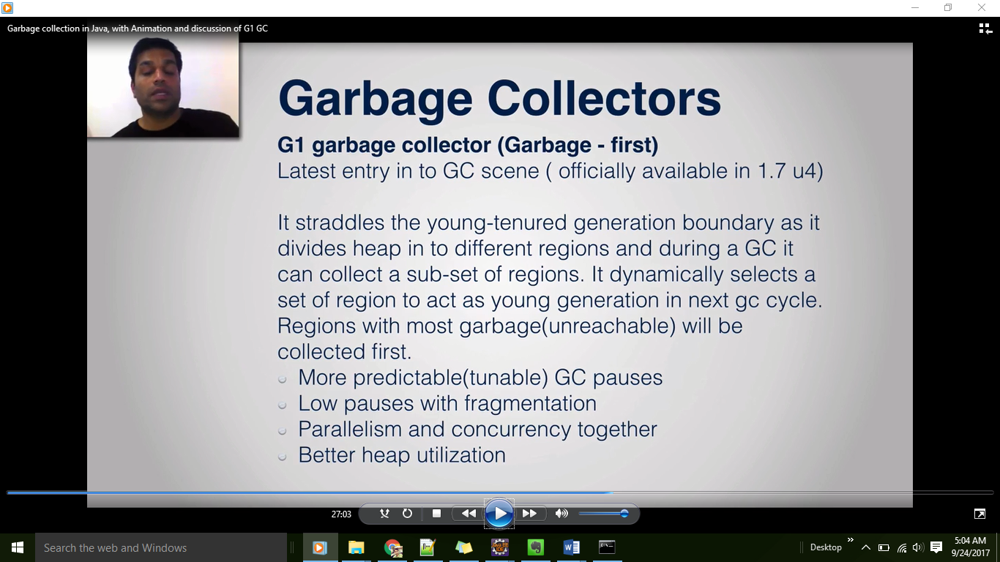 Garbage collection in Java, with Animation and discussion of G1 GC
Garbage Collectors
G1 garbage collector (Garbage - first)
Latest entry in to GC scene ( officially available in 1.7 u4)
It straddles the young-tenured generation boundary as it
divides heap in to different regions and during a GC it
can collect a sub-set of regions. It dynamically selects a
set of region to act as young generation in next gc cycle.
Regions with most garbage(unreachable) will be
collected first.
More predictable(tunable) GC pauses
Low pauses with fragmentation
Parallelism and concurrency together
Better heap utilization
27:03
Search the web and Windows
Desktop
5:04 AM
9/24/2017